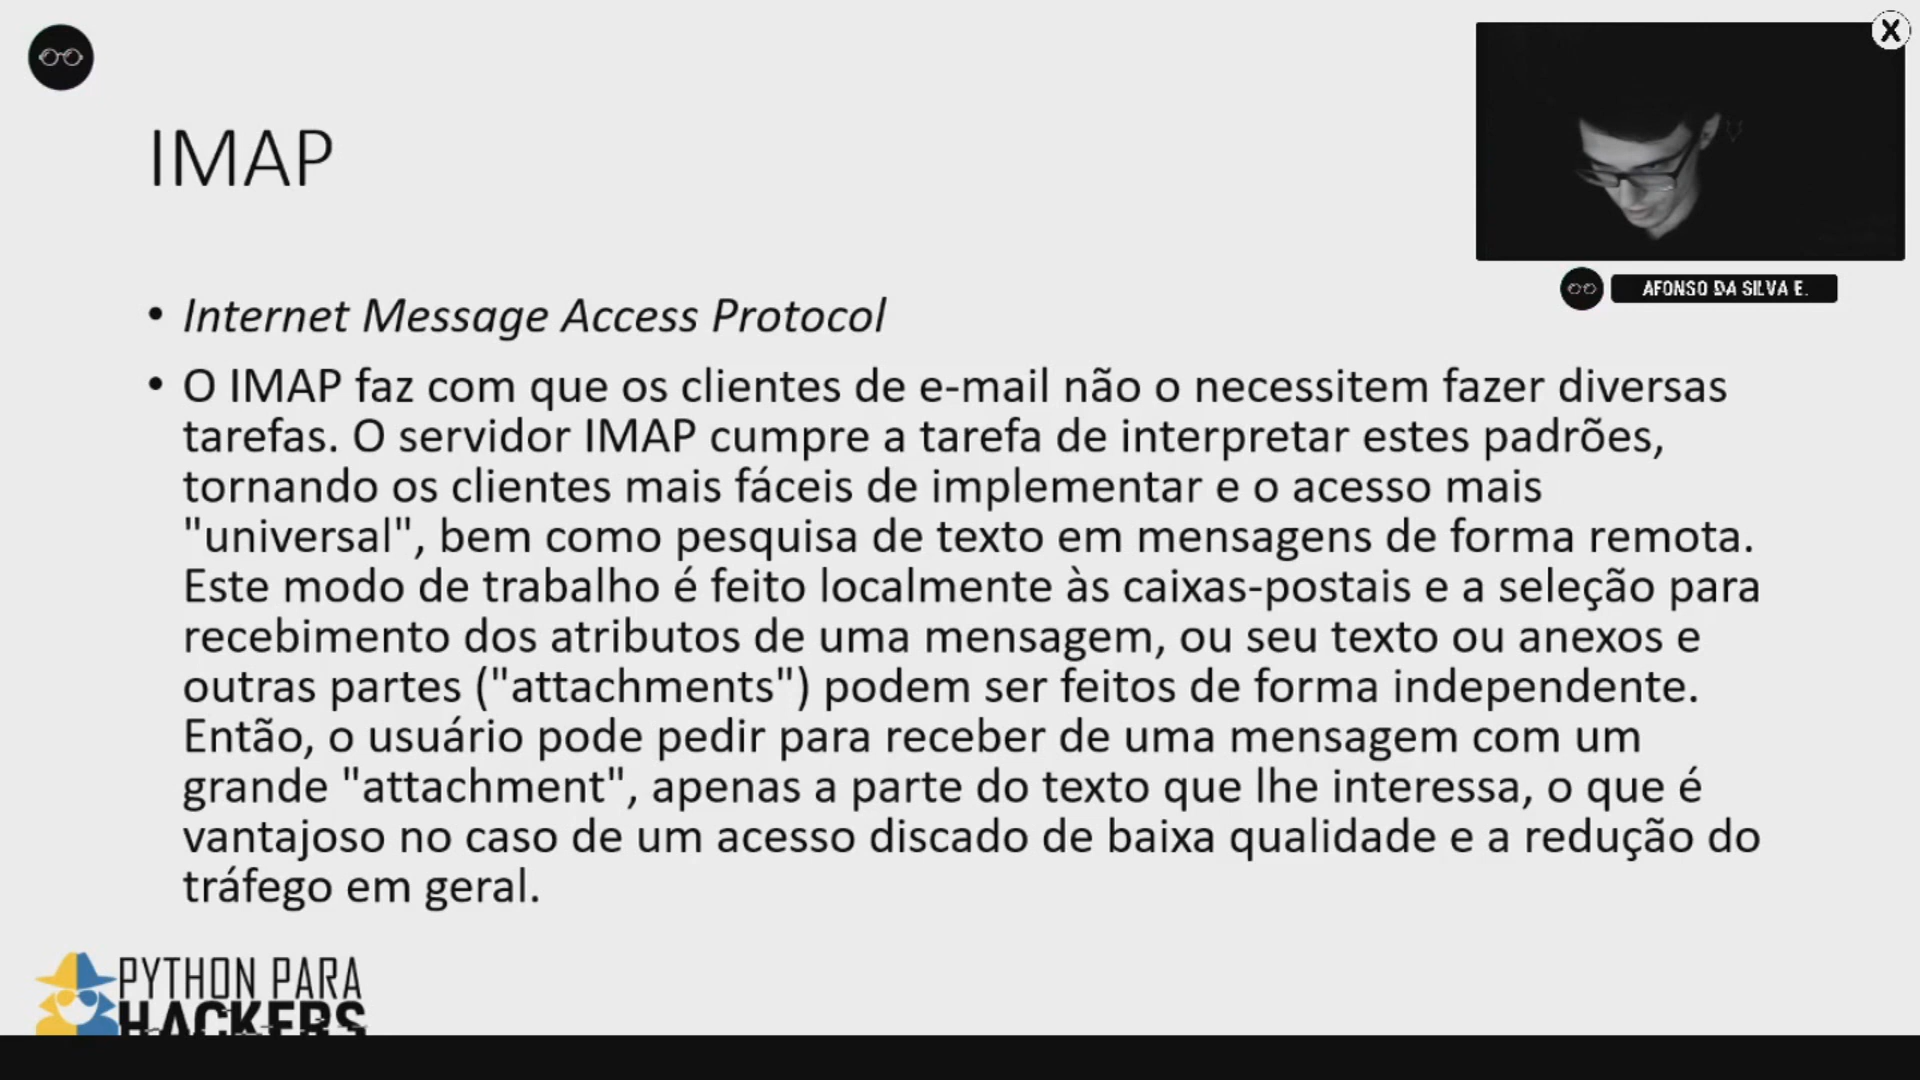 X
IMAP
AFONSO DA SILVA E.
• Internet Message Access Protocol
• O IMAP faz com que os clientes de e-mail não o necessitem fazer diversas
tarefas. O servidor IMAP cumpre a tarefa de interpretar estes padrões,
tornando os clientes mais fáceis de implementar e o acesso mais
"universal", bem como pesquisa de texto em mensagens de forma remota.
Este modo de trabalho é feito localmente às caixas-postais e a seleção para
recebimento dos atributos de uma mensagem, ou seu texto ou anexos e
outras partes ("attachments") podem ser feitos de forma independente.
Então, o usuário pode pedir para receber de uma mensagem com um
grande "attachment", apenas a parte do texto que lhe interessa, o que é
vantajoso no caso de um acesso discado de baixa qualidade e a redução do
tráfego em geral.
PYTHON PARA
HACKERS